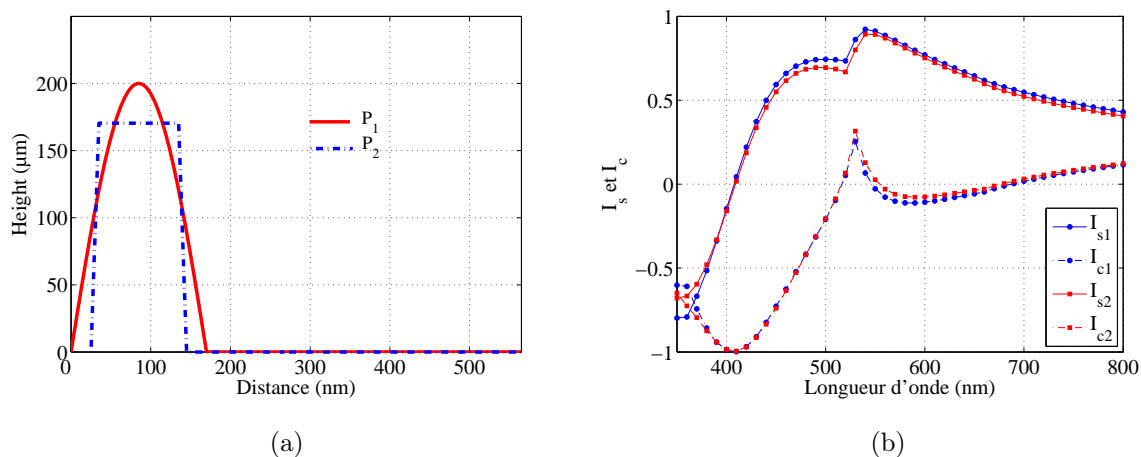 200
150
100
50
0
0
100
200
300
400
500
Height (μm)
Distance (nm)
P1
P2
(a)
1
0.5
0
−0.5
−1
400
500
600
700
800
Is et Ic
Longueur d'onde (nm)
Is1
Ic1
Is2
Ic2
(b)